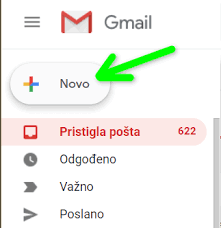 Gmail
Novo
Pristigla pošta 622
Odgođeno
Važno
Poslano